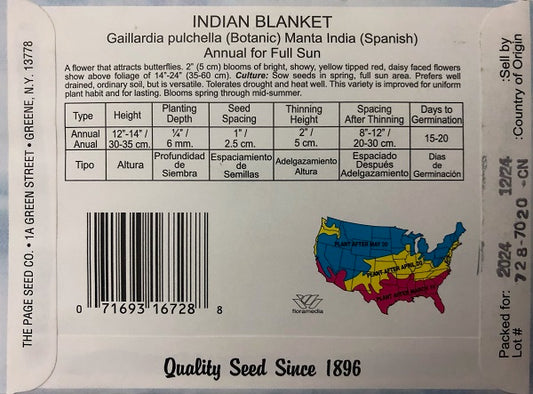 INDIAN BLANKET
Gaillardia pulchella (Botanic) Manta India (Spanish)
Annual for Full Sun
A flower that attracts butterflies. 2" (5 cm) blooms of bright, showy, yellow tipped red, daisy faced flowers
show above foliage of 14"-24" (35-60 cm). Culture: Sow seeds in spring, full sun area. Prefers well
drained, ordinary soil, but is versatile. Tolerates drought and heat well. This variety is improved for uniform
plant habit and for lasting. Blooms spring through mid-summer.
Type Height Planting Depth Seed Spacing Thinning Height Spacing After Thinning Days to Germination
Annual Anual 12"-14" / 30-35 cm. ¼" / 6 mm. 1" / 2.5 cm. 2" / 5 cm. 8"-12" / 20-30 cm. 15-20
Tipo Altura Profundidad de Siembra Espaciamiento de Semillas Adelgazamiento Altura Espaciado Después Adelgazamiento Dias de Germinación
0 71693 16728 8
PLANT AFTER MAY 20
PLANT AFTER APRIL 20
PLANT AFTER MARCH
floramedia
Quality Seed Since 1896
THE PAGE SEED CO. • 1A GREEN STREET • GREENE, N.Y. 13778
Packed for: 2024 12/24 :Sell by
Lot # 728-7020 -CN :Country of Origin